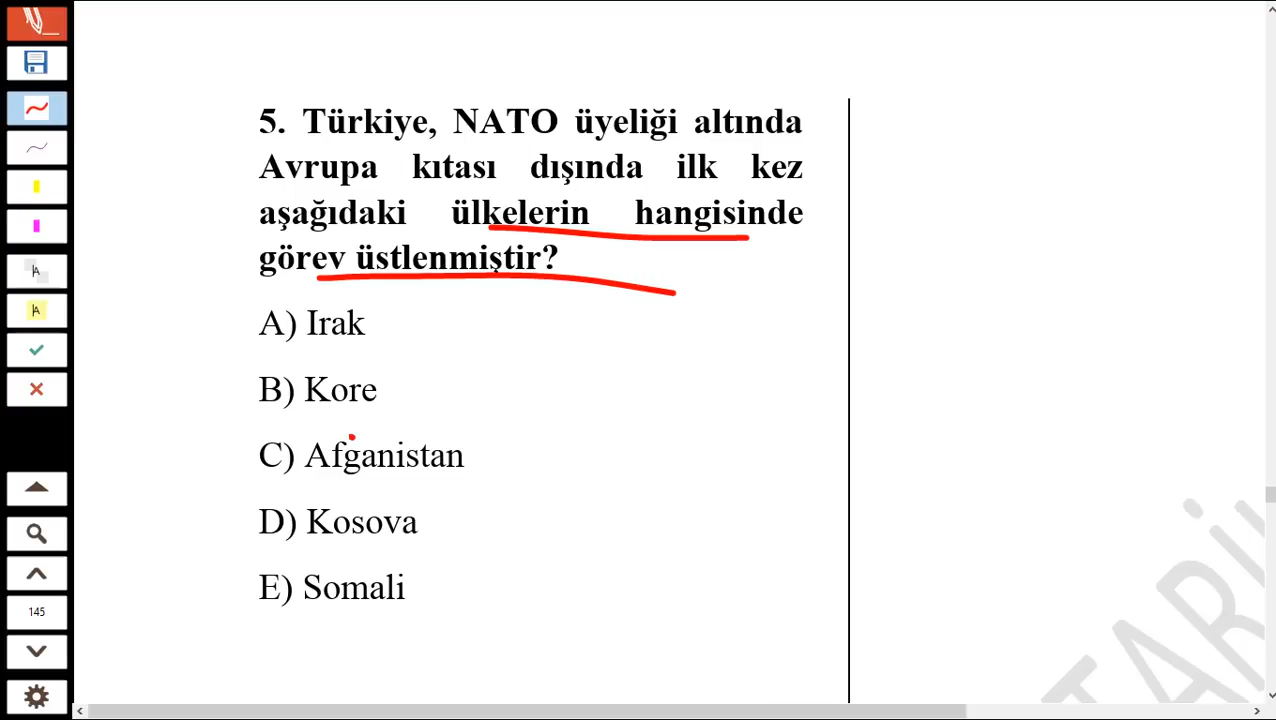 5. Türkiye, NATO üyeliği altında
Avrupa kıtası dışında ilk kez
aşağıdaki ülkelerin hangisinde
görev üstlenmiştir?
A) Irak
B) Kore
C) Afganistan
D) Kosova
E) Somali
145
TARİH